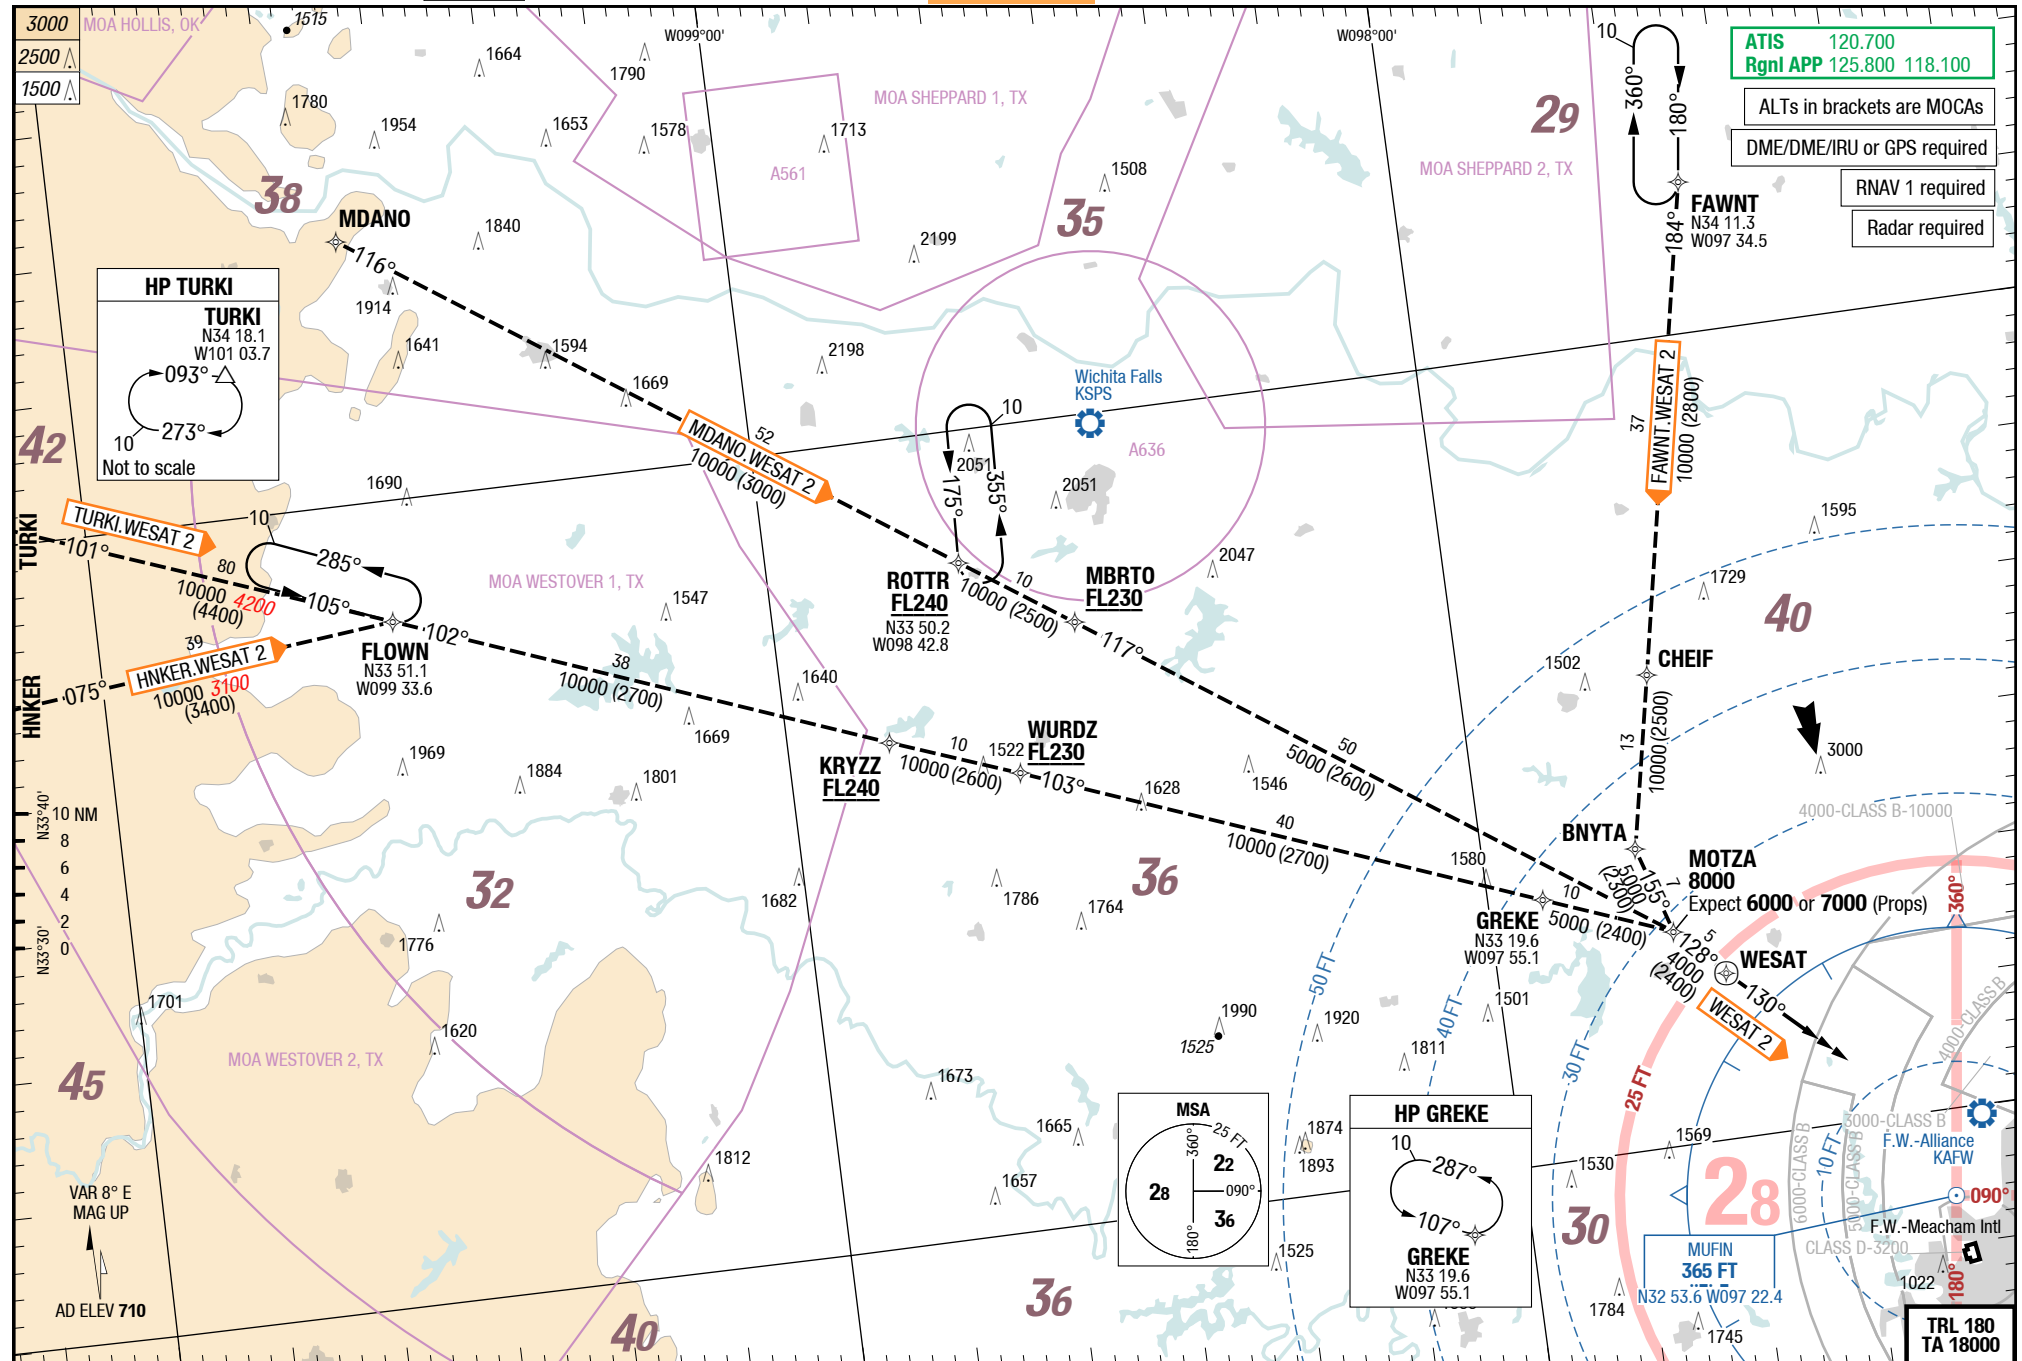 3000
2500
1500
MOA HOLLIS, OK
1515
1664
1790
W099°00'
W098°00'
10
360°
180°
ATIS 120.700
Rgnl APP 125.800 118.100
ALTs in brackets are MOCAs
DME/DME/IRU or GPS required
RNAV 1 required
Radar required
MOA SHEPPARD 1, TX
29
1780
1954
1653
1578
1713
A561
1508
MOA SHEPPARD 2, TX
38
35
MDANO
116°
1840
2199
FAWNT
N34 11.3
W097 34.5
184°
HP TURKI
TURKI
N34 18.1
W101 03.7
093°
273°
10
Not to scale
1914
1641
1594
1669
2198
Wichita Falls
KSPS
A636
42
MDANO.WESAT 2
52
10000 (3000)
10
2051
175°
355°
2051
37
FAWNT.WESAT 2
10000 (2800)
1690
1595
TURKI
TURKI.WESAT 2
101°
80
10000 4200
(4400)
10
285°
105°
MOA WESTOVER 1, TX
1547
ROTTR
FL240
N33 50.2
W098 42.8
10
10000 (2500)
MBRTO
FL230
117°
2047
1729
40
HNKER
075°
39
HNKER.WESAT 2
10000 3100
(3400)
FLOWN
N33 51.1
W099 33.6
102°
38
10000 (2700)
1640
1669
1502
CHEIF
13
10000 (2500)
3000
1969
1884
1801
KRYZZ
FL240
10
10000 (2600)
1522
WURDZ
FL230
103°
1628
1546
50
5000 (2600)
40
10000 (2700)
4000-CLASS B-10000
N33°40'
10 NM
8
6
4
2
0
N33°30'
32
1682
1786
1764
36
1580
BNYTA
7
155°
5000
(2300)
MOTZA
8000
Expect 6000 or 7000 (Props)
360°
GREKE
N33 19.6
W097 55.1
10
5000 (2400)
5
128°
4000
(2400)
WESAT
130°
WESAT 2
1776
1701
1620
50 FT
40 FT
30 FT
25 FT
10 FT
1501
1990
1525
1920
1811
4000-CLASS B
MOA WESTOVER 2, TX
45
1673
1665
1657
1812
MSA
25 FT
360°
090°
180°
22
28
36
1874
1893
HP GREKE
10
287°
107°
GREKE
N33 19.6
W097 55.1
1569
1530
3000-CLASS B
6000-CLASS B
5000-CLASS B
F.W.-Alliance
KAFW
28
30
090°
F.W.-Meacham Intl
CLASS D-3200
MUFIN
365 FT
N32 53.6 W097 22.4
1022
180°
1525
1784
1745
VAR 8° E
MAG UP
AD ELEV 710
40
36
TRL 180
TA 18000